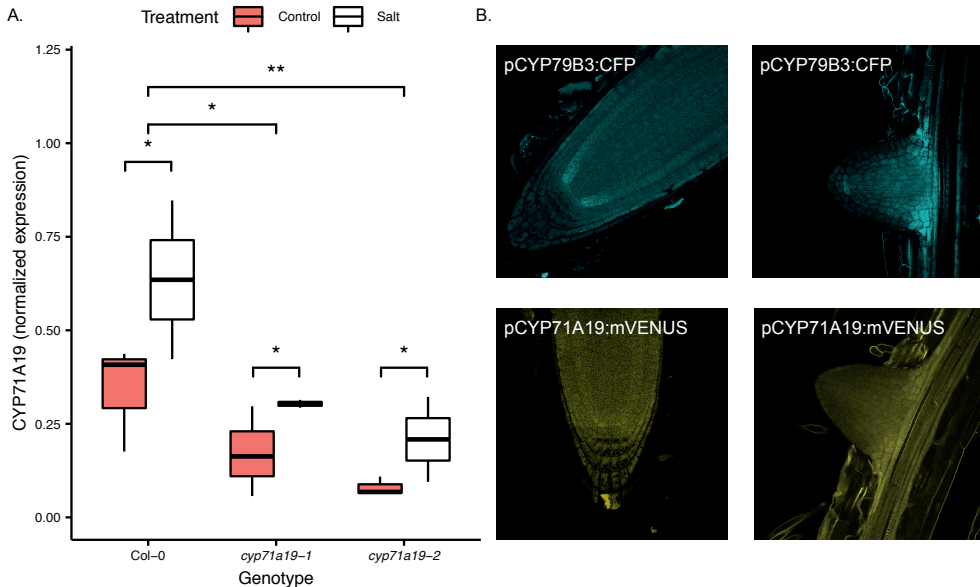 A.
Treatment Control Salt
CYP71A19 (normalized expression)
1.25
1.00
0.75
0.50
0.25
0.00
**
*
*
*
*
Col–0 cyp71a19–1 cyp71a19–2
Genotype
B.
pCYP79B3:CFP pCYP79B3:CFP
pCYP71A19:mVENUS pCYP71A19:mVENUS